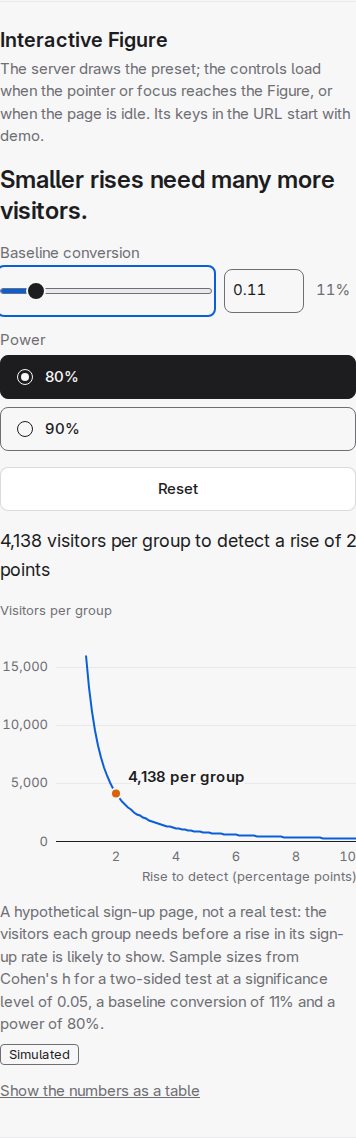 Interactive Figure
The server draws the preset; the controls load
when the pointer or focus reaches the Figure, or
when the page is idle. Its keys in the URL start with
demo.
Smaller rises need many more
visitors.
Baseline conversion
0.11
11%
Power
80%
90%
Reset
4,138 visitors per group to detect a rise of 2
points
Visitors per group
15,000
10,000
5,000
0
4,138 per group
2 4 6 8 10
Rise to detect (percentage points)
A hypothetical sign-up page, not a real test: the
visitors each group needs before a rise in its sign-
up rate is likely to show. Sample sizes from
Cohen's h for a two-sided test at a significance
level of 0.05, a baseline conversion of 11% and a
power of 80%.
Simulated
Show the numbers as a table